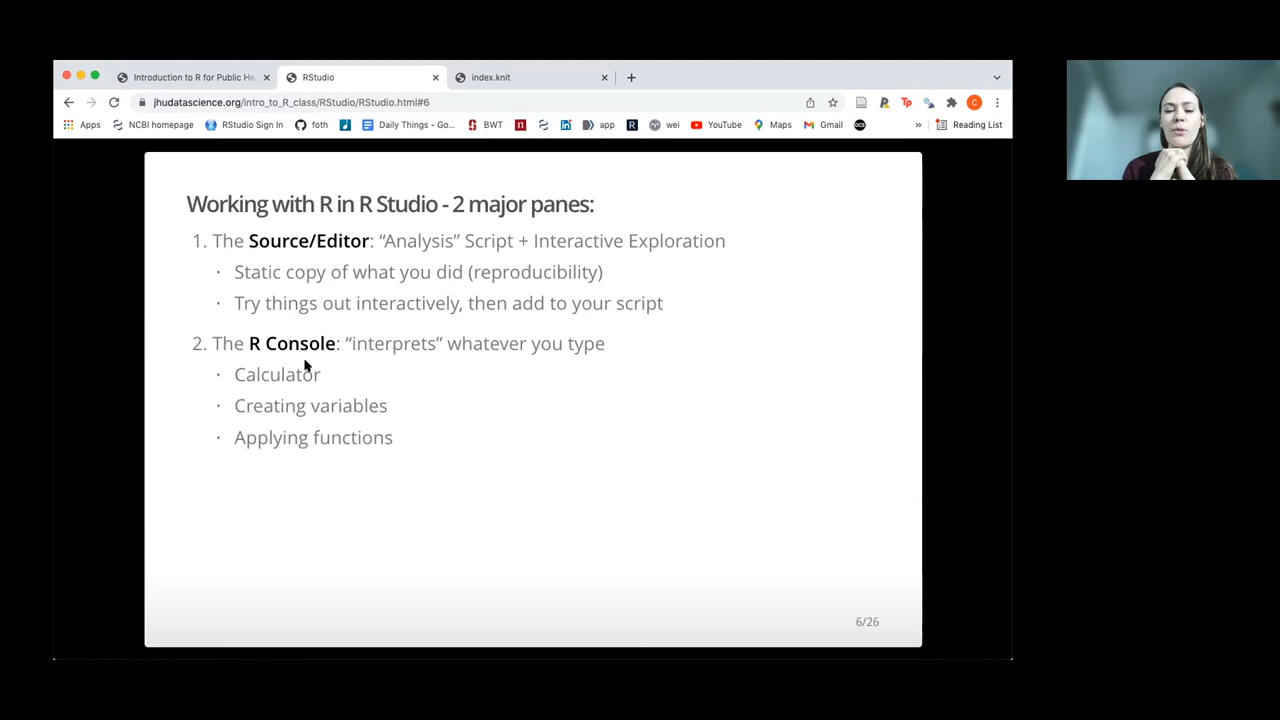 Introduction to R for Public He
RStudio
index.knit
jhudatascience.org/intro_to_R_class/RStudio/RStudio.html#6
Apps NCBI homepage RStudio Sign In foth Daily Things - Go... BWT app wei YouTube Maps Gmail » Reading List
Working with R in R Studio - 2 major panes:
1. The Source/Editor: “Analysis” Script + Interactive Exploration
· Static copy of what you did (reproducibility)
· Try things out interactively, then add to your script
2. The R Console: “interprets” whatever you type
· Calculator
· Creating variables
· Applying functions
6/26